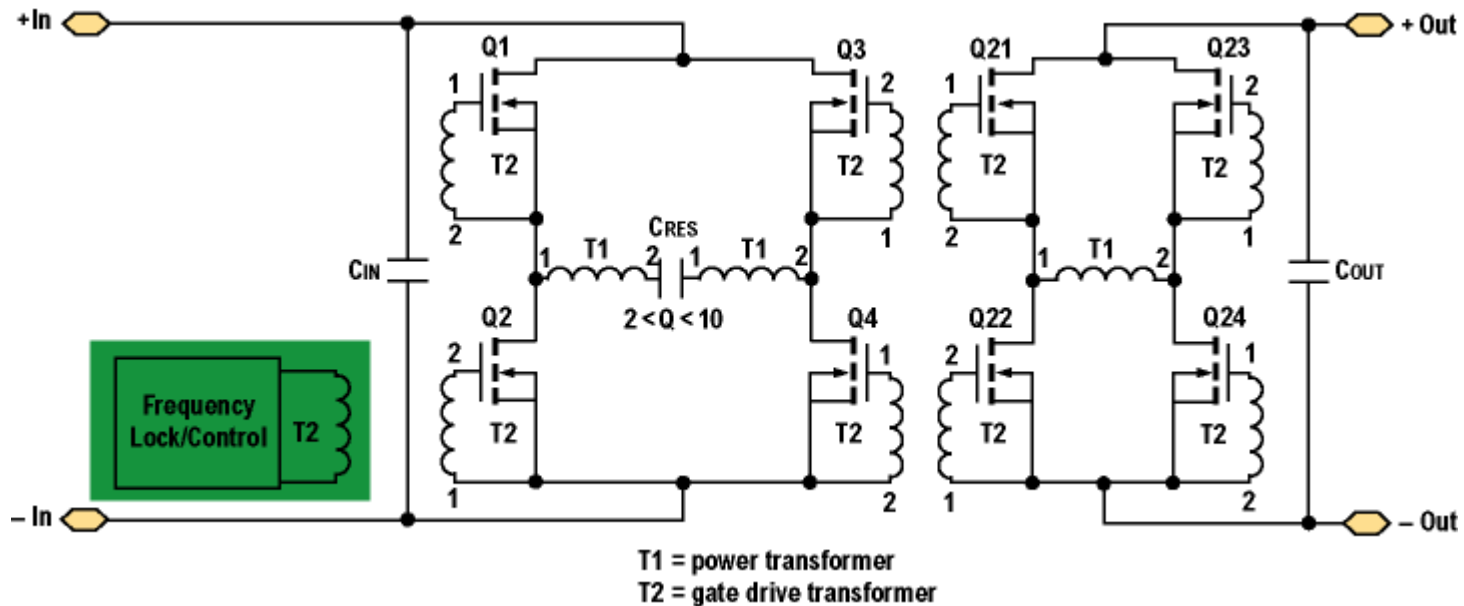 +In
+ Out
Q1
Q3
Q21
Q23
1
2
1
2
T2
T2
T2
T2
2
1
2
1
CRES
1
T1
2
1
T1
2
1
T1
2
CIN
COUT
2 < Q < 10
Q2
Q4
Q22
Q24
2
1
2
1
Frequency
Lock/Control
T2
T2
T2
T2
T2
1
2
1
2
– In
– Out
T1 = power transformer
T2 = gate drive transformer